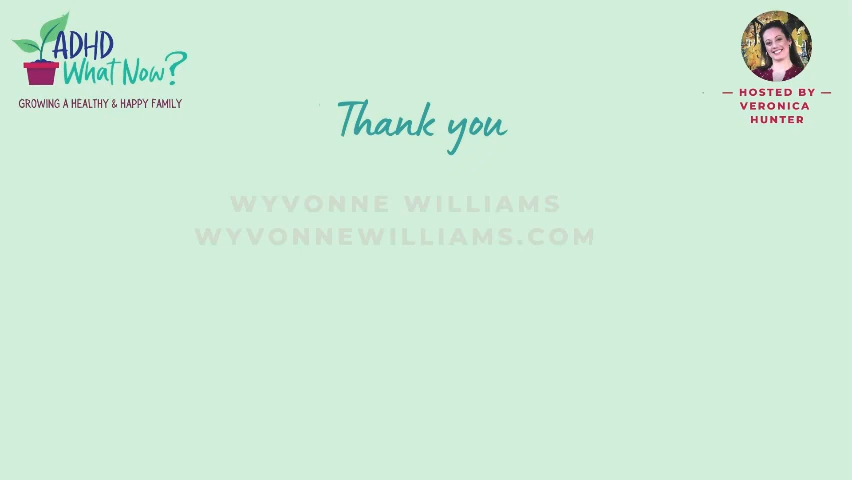 ADHD
What Now?
GROWING A HEALTHY & HAPPY FAMILY
— HOSTED BY —
VERONICA
HUNTER
Thank you
WYVONNE WILLIAMS
WYVONNEWILLIAMS.COM